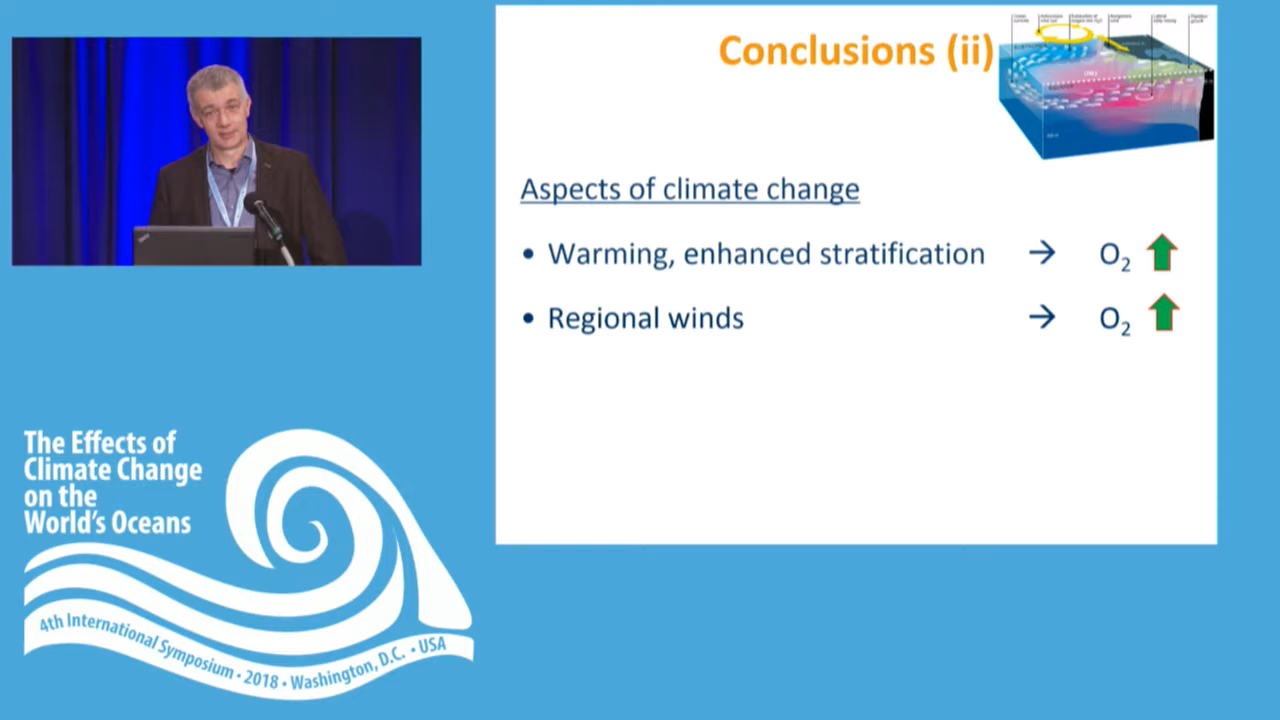 Conclusions (ii)
Aspects of climate change
• Warming, enhanced stratification → O₂
• Regional winds → O₂
The Effects of
Climate Change
on the
World's Oceans
4th International Symposium • 2018 • Washington, D.C. • USA